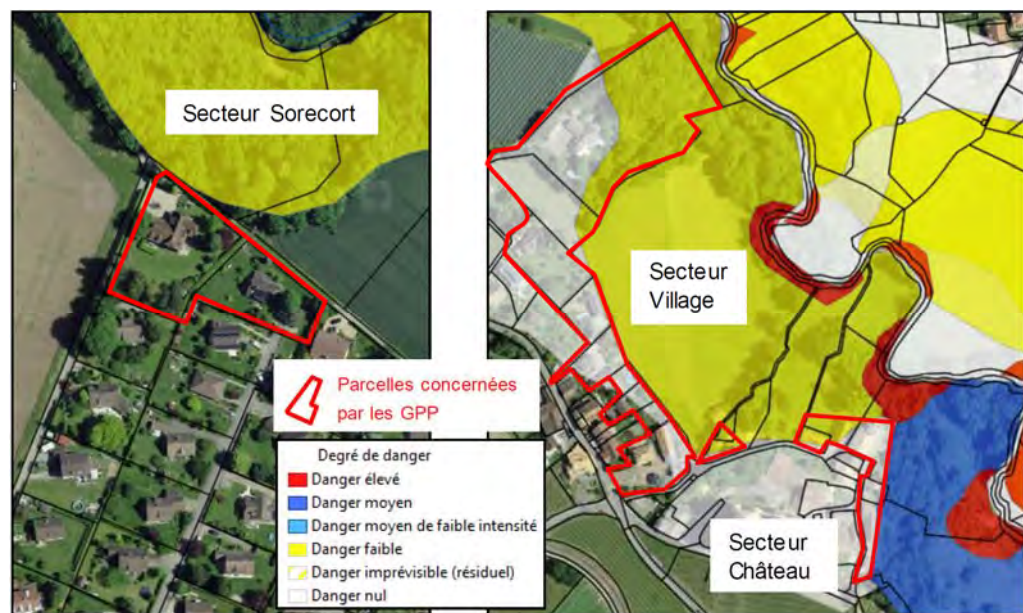 Secteur Sorecort
Secteur
Village
Parcelles concernées
par les GPP
Degré de danger
Danger élevé
Danger moyen
Danger moyen de faible intensité
Danger faible
Danger imprévisible (résiduel)
Danger nul
Secteur
Château